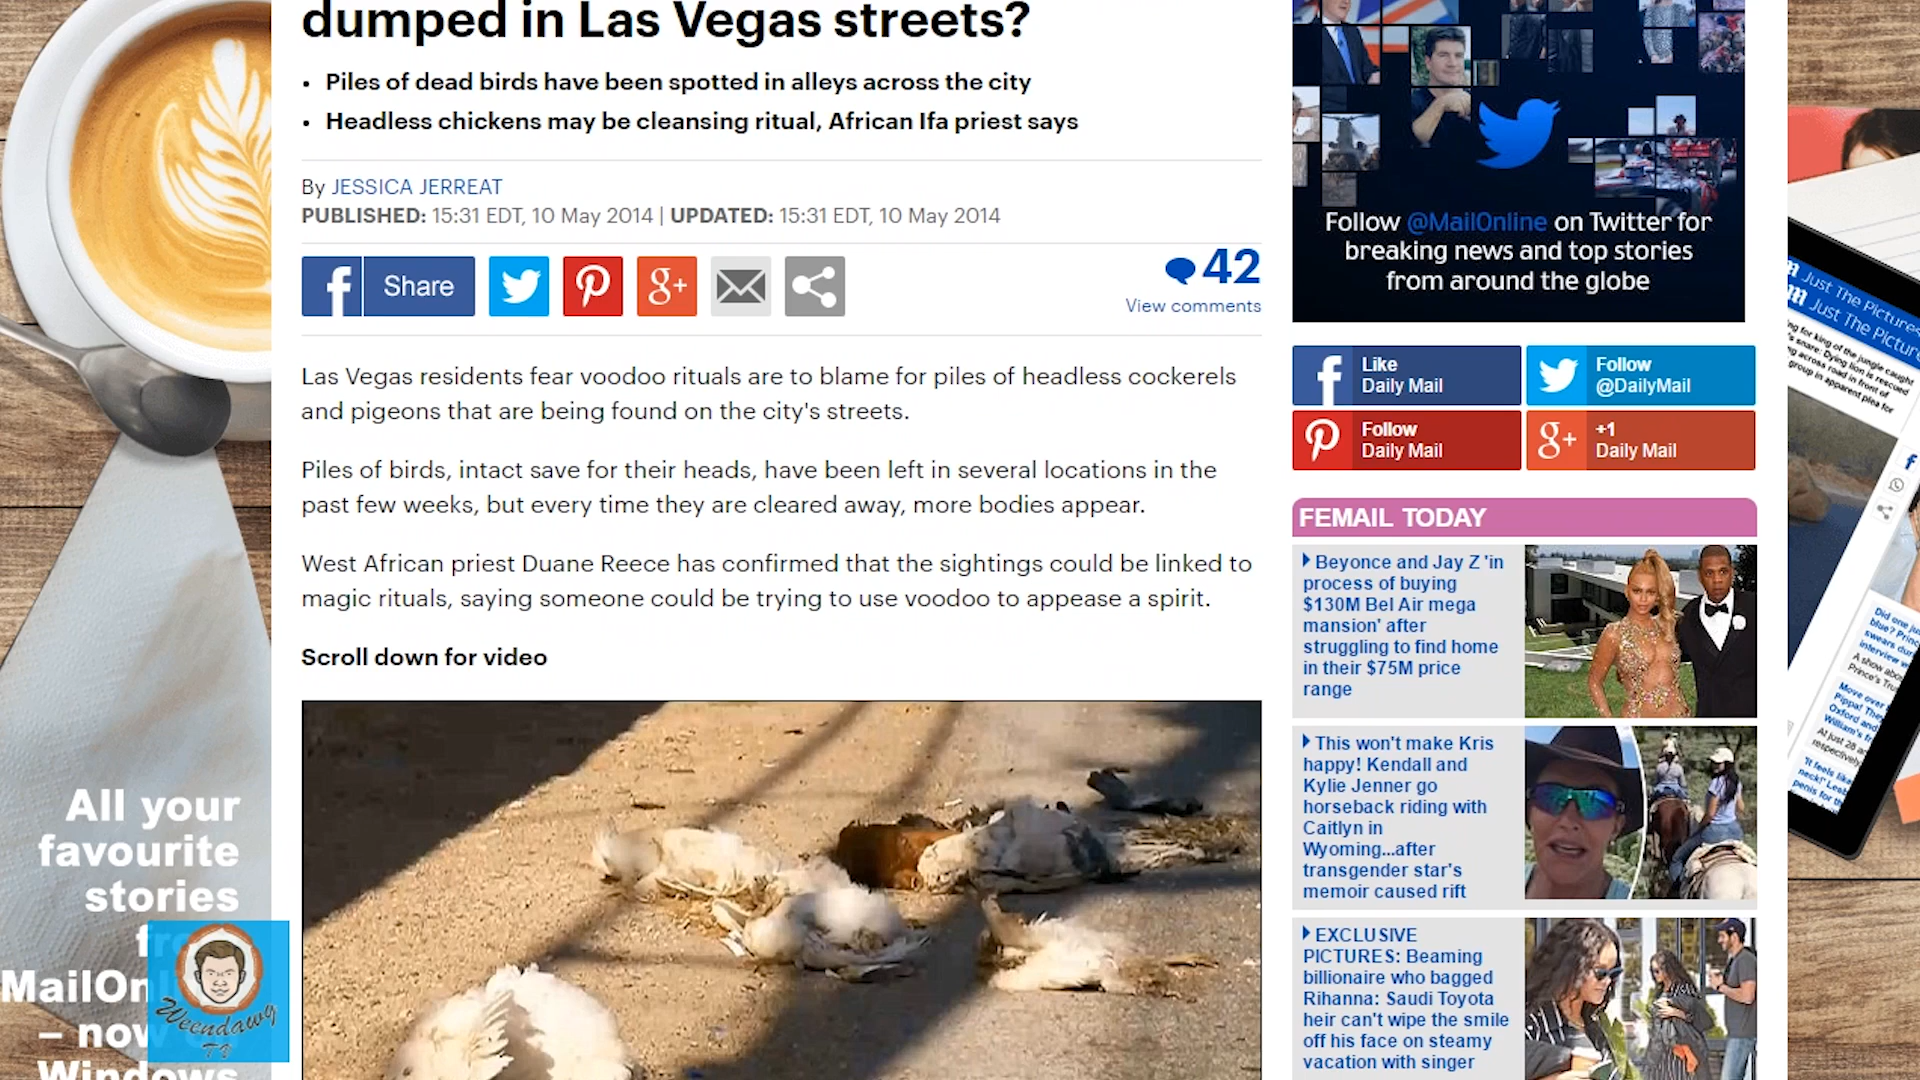 dumped in Las Vegas streets?
• Piles of dead birds have been spotted in alleys across the city
• Headless chickens may be cleansing ritual, African Ifa priest says
By JESSICA JERREAT
PUBLISHED: 15:31 EDT, 10 May 2014 | UPDATED: 15:31 EDT, 10 May 2014
Share
42
View comments
Las Vegas residents fear voodoo rituals are to blame for piles of headless cockerels
and pigeons that are being found on the city's streets.
Piles of birds, intact save for their heads, have been left in several locations in the
past few weeks, but every time they are cleared away, more bodies appear.
West African priest Duane Reece has confirmed that the sightings could be linked to
magic rituals, saying someone could be trying to use voodoo to appease a spirit.
Scroll down for video
Follow @MailOnline on Twitter for
breaking news and top stories
from around the globe
Like
Daily Mail
Follow
@DailyMail
Follow
Daily Mail
+1
Daily Mail
FEMAIL TODAY
Beyonce and Jay Z 'in
process of buying
$130M Bel Air mega
mansion' after
struggling to find home
in their $75M price
range
This won't make Kris
happy! Kendall and
Kylie Jenner go
horseback riding with
Caitlyn in
Wyoming...after
transgender star's
memoir caused rift
EXCLUSIVE
PICTURES: Beaming
billionaire who bagged
Rihanna: Saudi Toyota
heir can't wipe the smile
off his face on steamy
vacation with singer
All your
favourite
stories
MailOn
– now
Windows
Weendawg
TV
Just The Pictures
Just The Picture